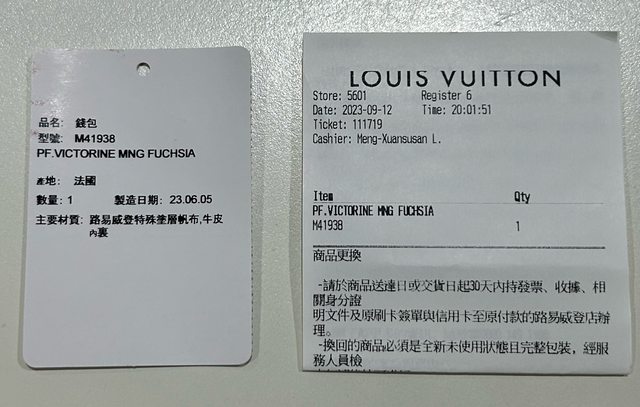 品名: 錢包
型號: M41938
PF.VICTORINE MNG FUCHSIA
產地: 法國
數量: 1 製造日期: 23.06.05
主要材質: 路易威登特殊塗層帆布,牛皮
內裏
LOUIS VUITTON
Store: 5601 Register 6
Date: 2023-09-12 Time: 20:01:51
Ticket: 111719
Cashier: Meng-Xuansusan L.
Item Qty
PF.VICTORINE MNG FUCHSIA
M41938 1
商品更換
-請於商品送達日或交貨日起30天內持發票、收據、相
關身分證
明文件及原刷卡簽單與信用卡至原付款的路易威登店辦
理。
-換回的商品必須是全新未使用狀態且完整包裝，經服
務人員檢